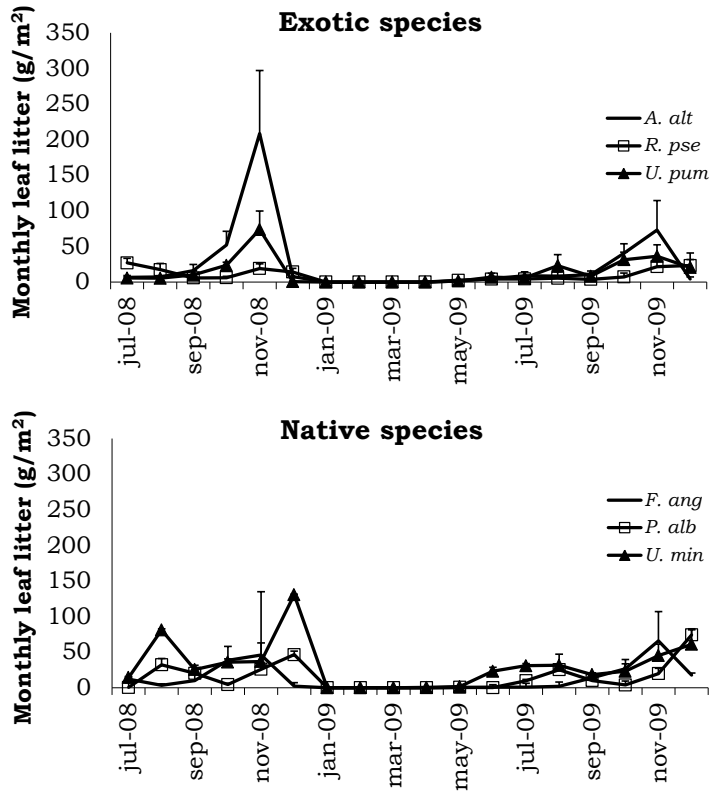 Exotic species
Monthly leaf litter (g/m²)
350
300
250
200
150
100
50
0
A. alt
R. pse
U. pum
jul-08
sep-08
nov-08
jan-09
mar-09
may-09
jul-09
sep-09
nov-09
Native species
Monthly leaf litter (g/m²)
350
300
250
200
150
100
50
0
F. ang
P. alb
U. min
jul-08
sep-08
nov-08
jan-09
mar-09
may-09
jul-09
sep-09
nov-09